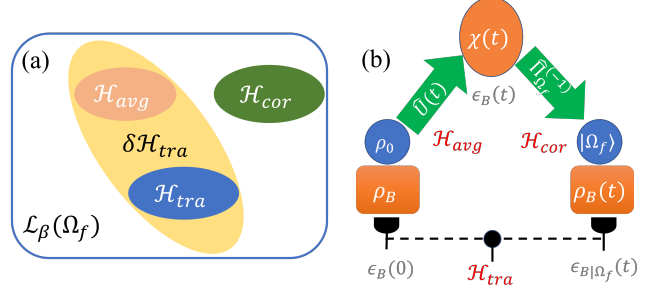 (a)
ℋ_avg
ℋ_cor
δℋ_tra
ℋ_tra
ℒ_β(Ω_f)
(b)
χ(t)
Û(t)
Π̂_Ω_f^(-1)
ϵ_B(t)
ρ_0
ℋ_avg
ℋ_cor
|Ω_f⟩
ρ_B
ρ_B(t)
ϵ_B(0)
ℋ_tra
ϵ_B|Ω_f(t)